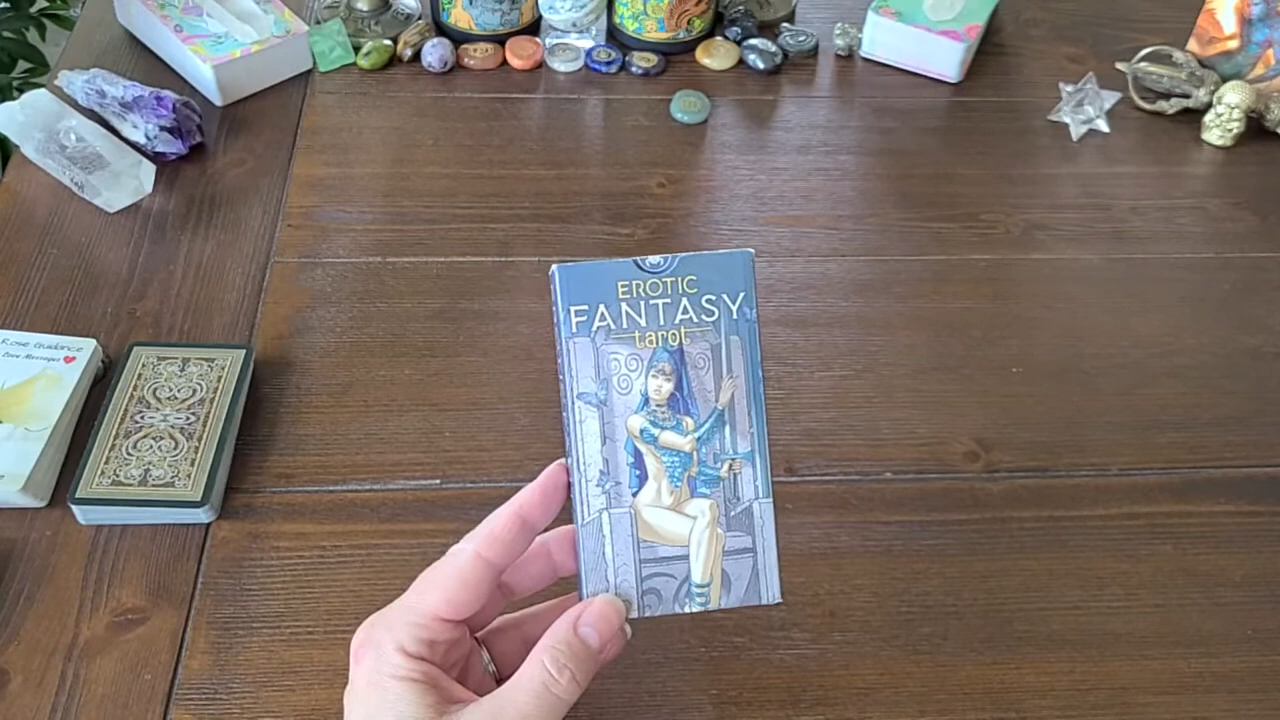 EROTIC
FANTASY
tarot
Rose Guidance
Love Messages